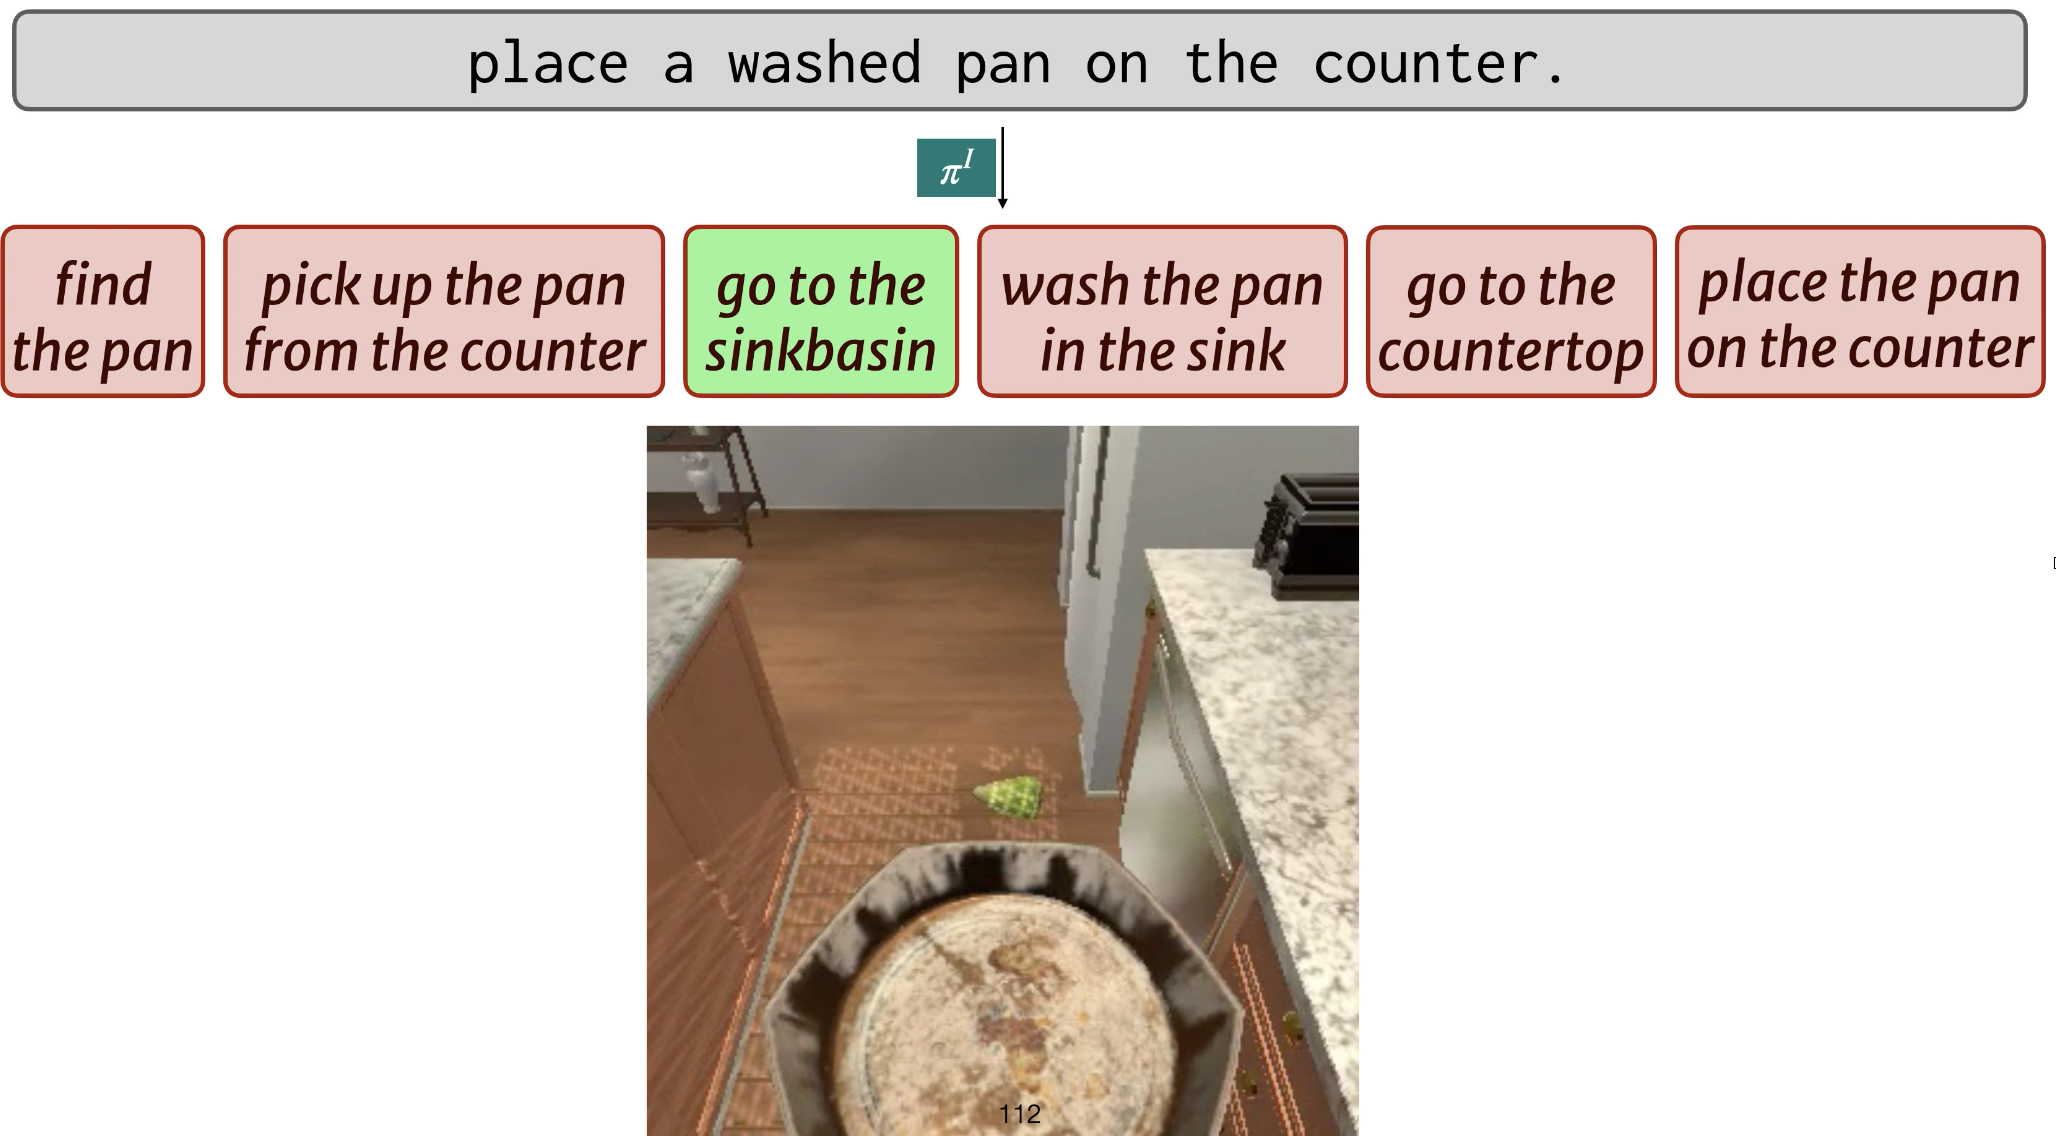 place a washed pan on the counter.
π^I
find
the pan
pick up the pan
from the counter
go to the
sinkbasin
wash the pan
in the sink
go to the
countertop
place the pan
on the counter
112